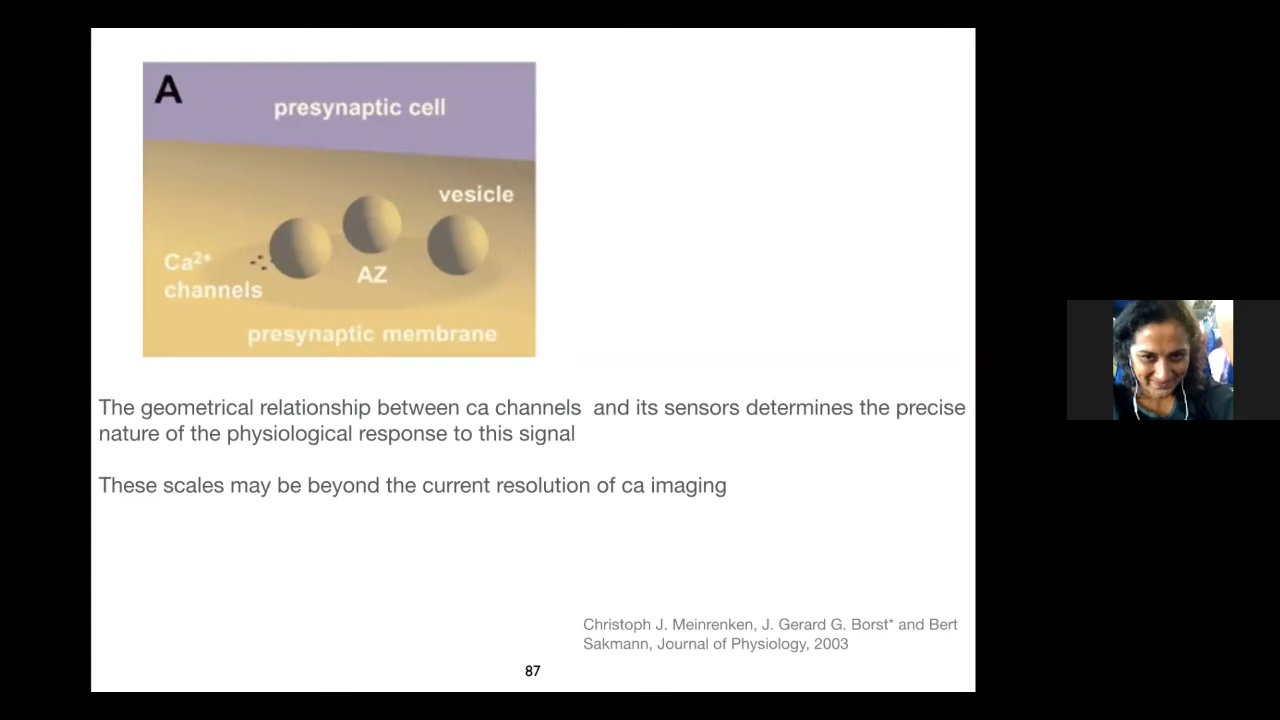 A
presynaptic cell
vesicle
Ca²⁺
channels
AZ
presynaptic membrane
The geometrical relationship between ca channels  and its sensors determines the precise
nature of the physiological response to this signal
These scales may be beyond the current resolution of ca imaging
Christoph J. Meinrenken, J. Gerard G. Borst* and Bert
Sakmann, Journal of Physiology, 2003
87